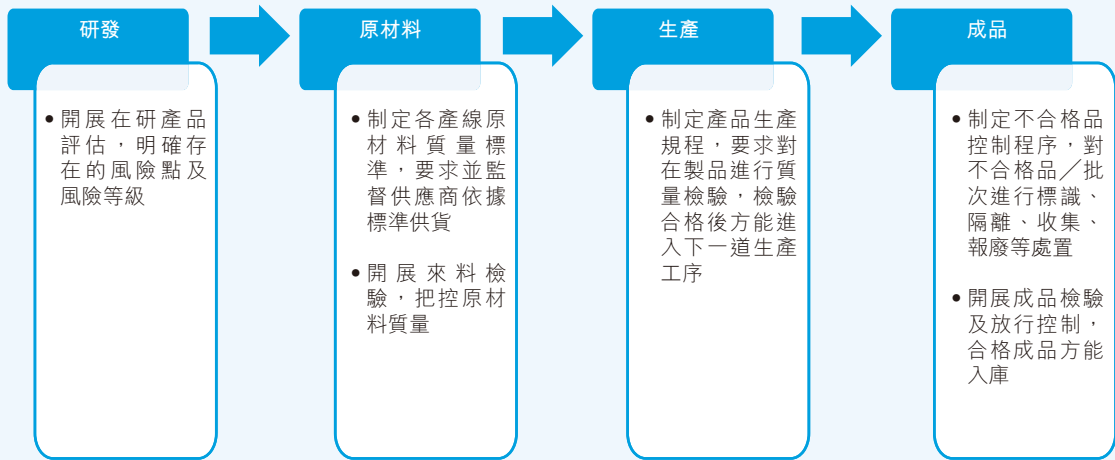 研發
開展在研產品
評估，明確存
在的風險點及
風險等級
原材料
制定各產線原
材料質量標
準，要求並監
督供應商依據
標準供貨
開展來料檢
驗，把控原材
料質量
生產
制定產品生產
規程，要求對
在製品進行質
量檢驗，檢驗
合格後方能進
入下一道生產
工序
成品
制定不合格品
控制程序，對
不合格品／批
次進行標識、
隔離、收集、
報廢等處置
開展成品檢驗
及放行控制，
合格成品方能
入庫